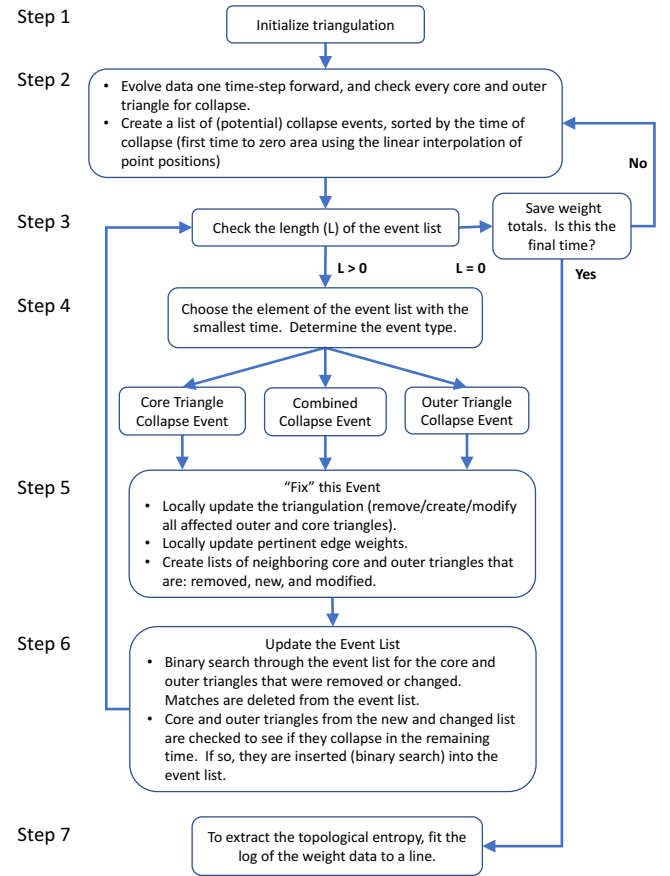 Step 1
Initialize triangulation
Step 2
• Evolve data one time-step forward, and check every core and outer
triangle for collapse.
• Create a list of (potential) collapse events, sorted by the time of
collapse (first time to zero area using the linear interpolation of
point positions)
No
Step 3
Check the length (L) of the event list
Save weight
totals. Is this the
final time?
L > 0
L = 0
Yes
Step 4
Choose the element of the event list with the
smallest time. Determine the event type.
Core Triangle
Collapse Event
Combined
Collapse Event
Outer Triangle
Collapse Event
Step 5
“Fix” this Event
• Locally update the triangulation (remove/create/modify
all affected outer and core triangles).
• Locally update pertinent edge weights.
• Create lists of neighboring core and outer triangles that
are: removed, new, and modified.
Step 6
Update the Event List
• Binary search through the event list for the core and
outer triangles that were removed or changed.
Matches are deleted from the event list.
• Core and outer triangles from the new and changed list
are checked to see if they collapse in the remaining
time. If so, they are inserted (binary search) into the
event list.
Step 7
To extract the topological entropy, fit the
log of the weight data to a line.